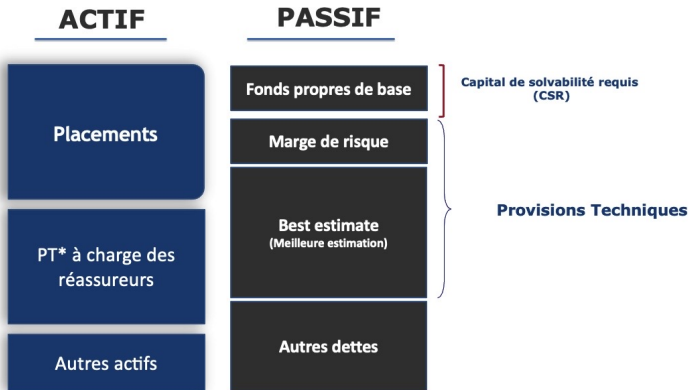 ACTIF
PASSIF
Placements
PT* à charge des
réassureurs
Autres actifs
Fonds propres de base
Marge de risque
Best estimate
(Meilleure estimation)
Autres dettes
Capital de solvabilité requis
(CSR)
Provisions Techniques